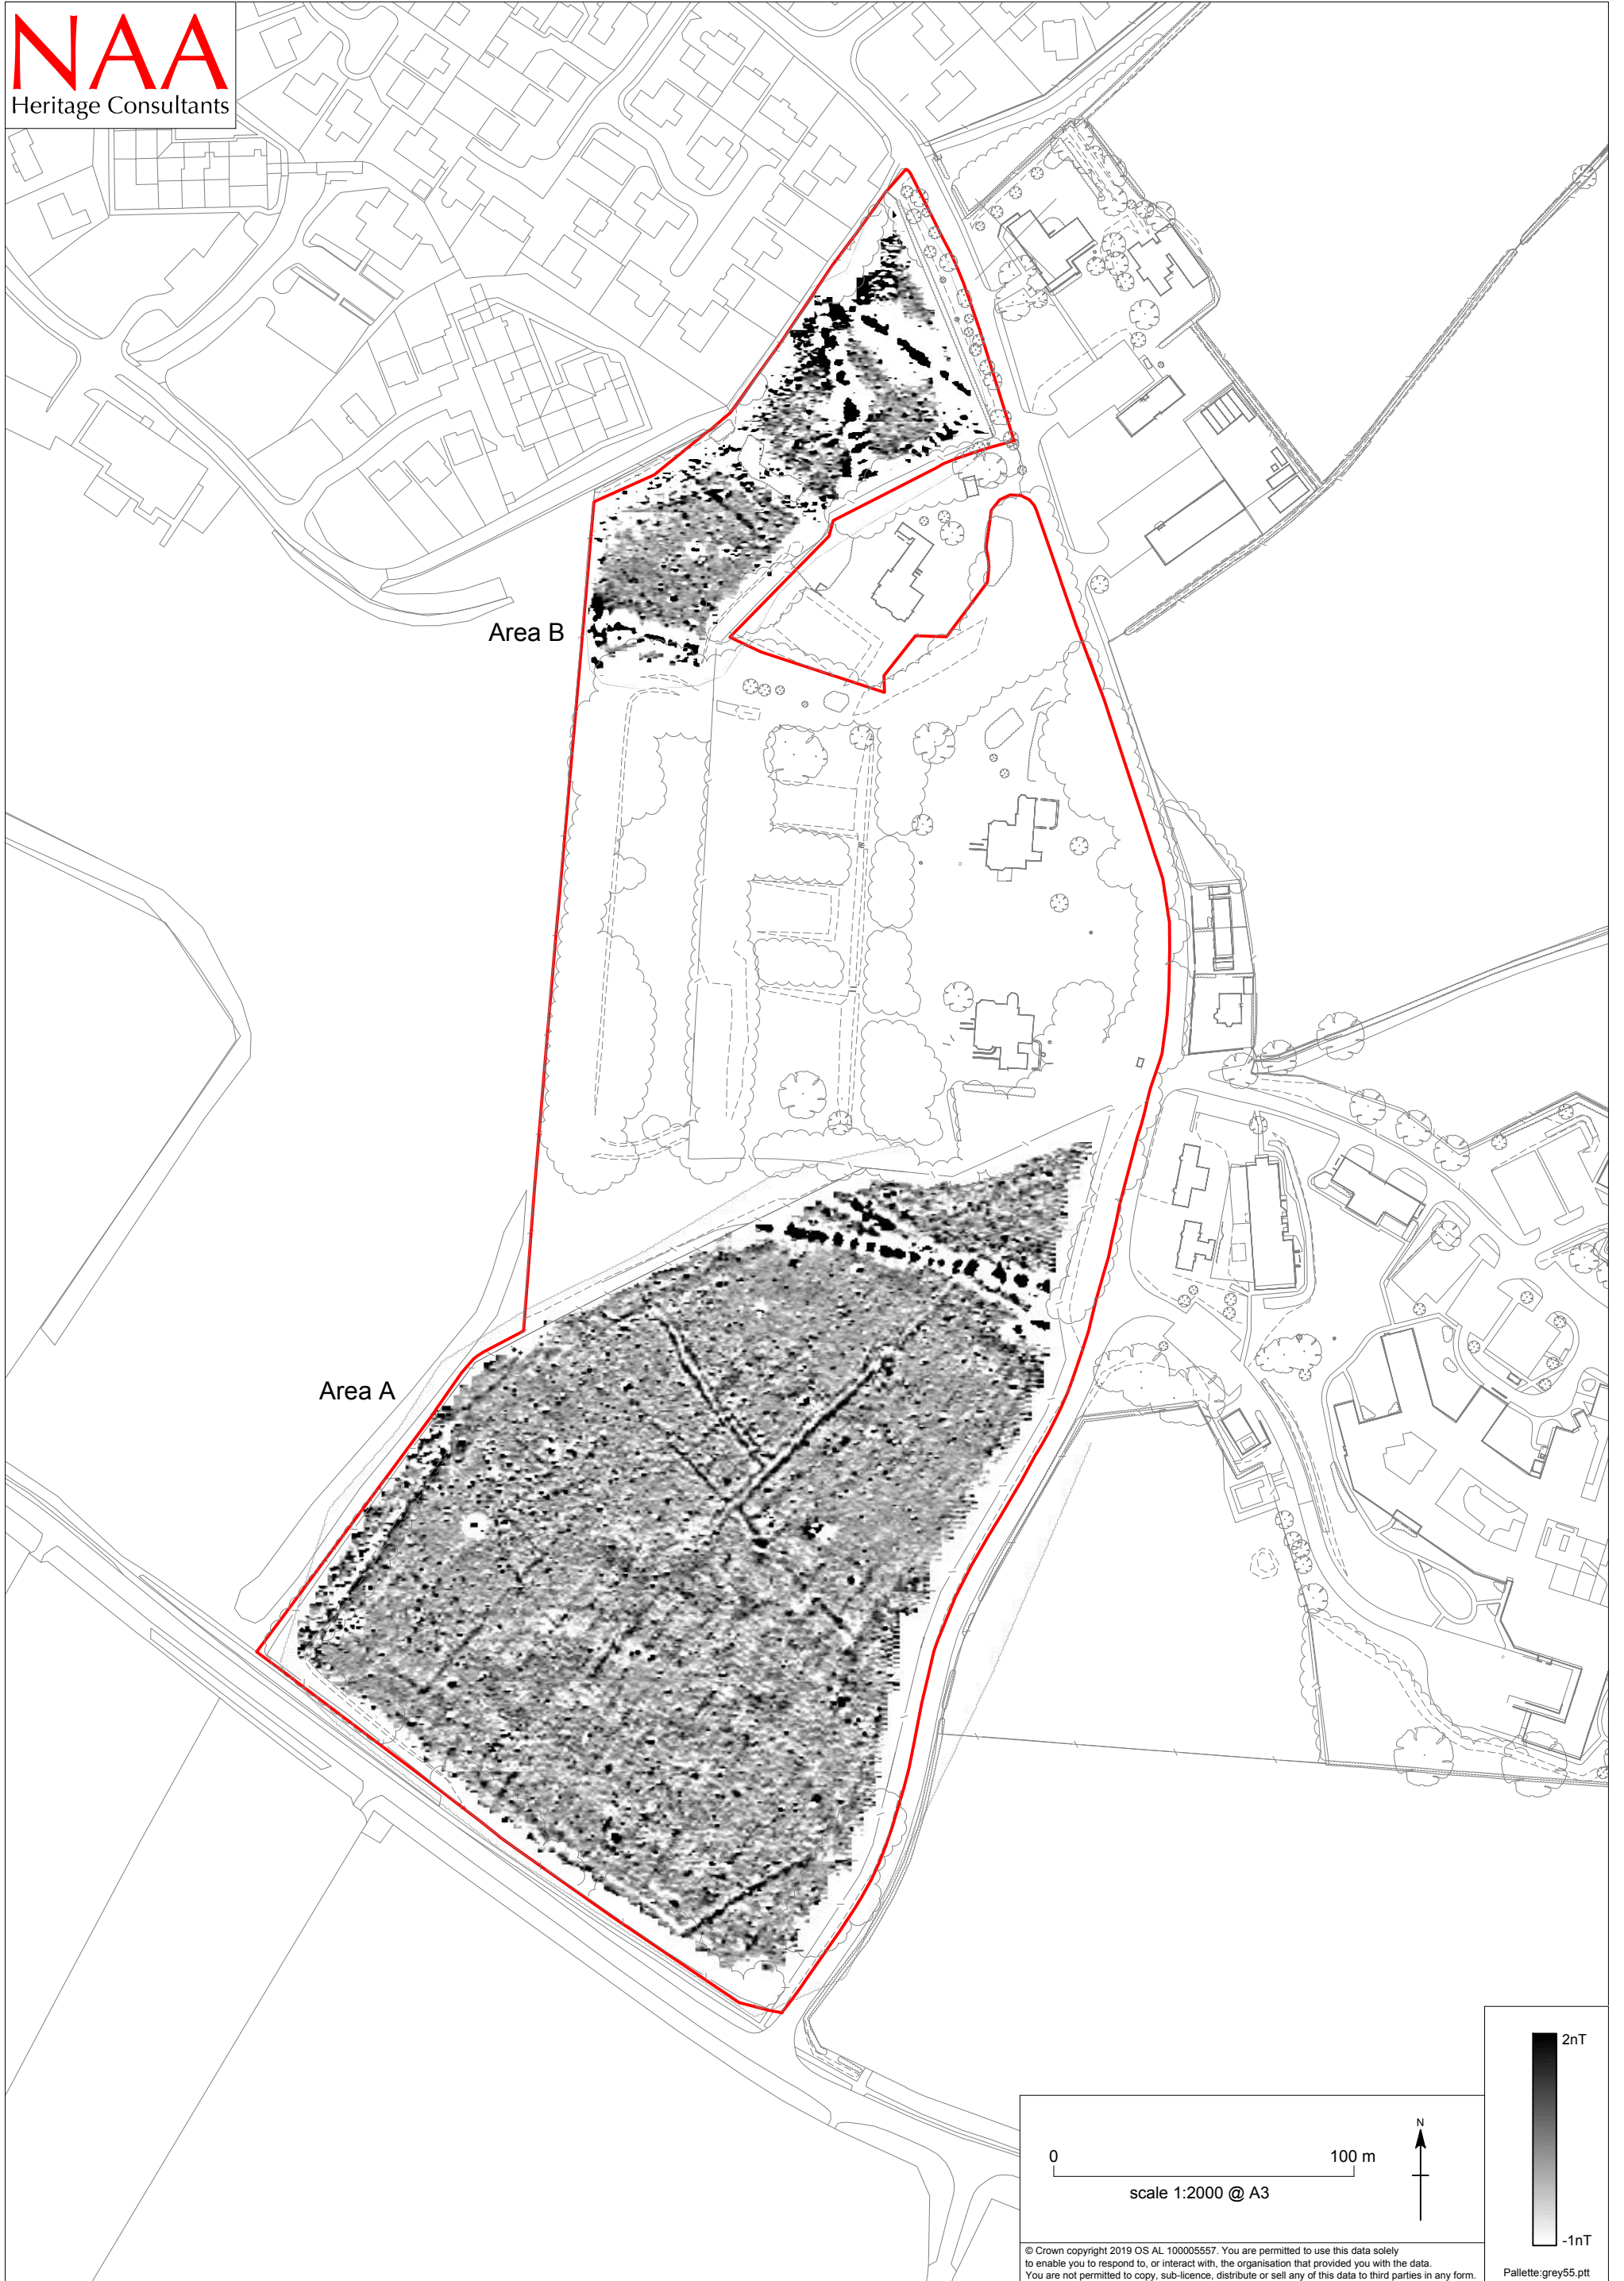 NAA
Heritage Consultants
Area B
Area A
2nT
-1nT
Pallette:grey55.ptt
N
0 100 m
scale 1:2000 @ A3
© Crown copyright 2019 OS AL 100005557. You are permitted to use this data solely
to enable you to respond to, or interact with, the organisation that provided you with the data.
You are not permitted to copy, sub-licence, distribute or sell any of this data to third parties in any form.